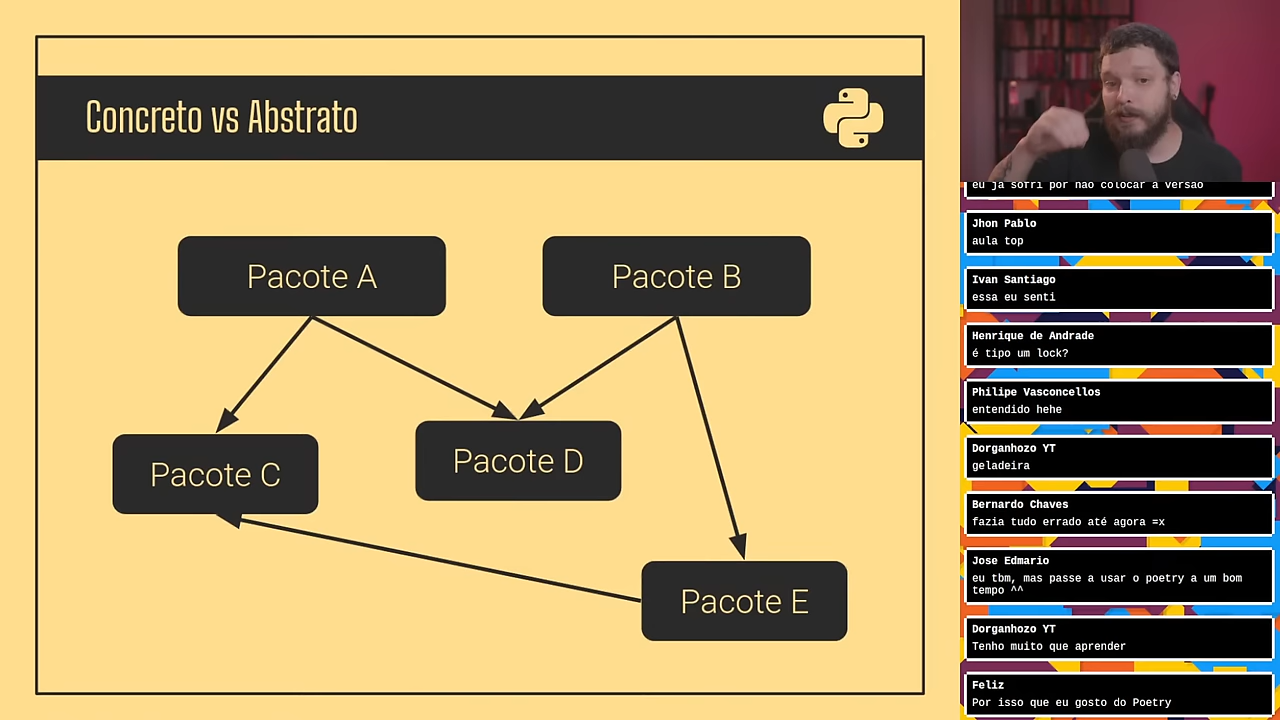 Concreto vs Abstrato
Pacote A
Pacote B
Pacote C
Pacote D
Pacote E
eu já sofri por não colocar a versão
Jhon Pablo
aula top
Ivan Santiago
essa eu senti
Henrique de Andrade
é tipo um lock?
Philipe Vasconcellos
entendido hehe
Dorganhozo YT
geladeira
Bernardo Chaves
fazia tudo errado até agora =x
Jose Edmario
eu tbm, mas passe a usar o poetry a um bom
tempo ^^
Dorganhozo YT
Tenho muito que aprender
Feliz
Por isso que eu gosto do Poetry